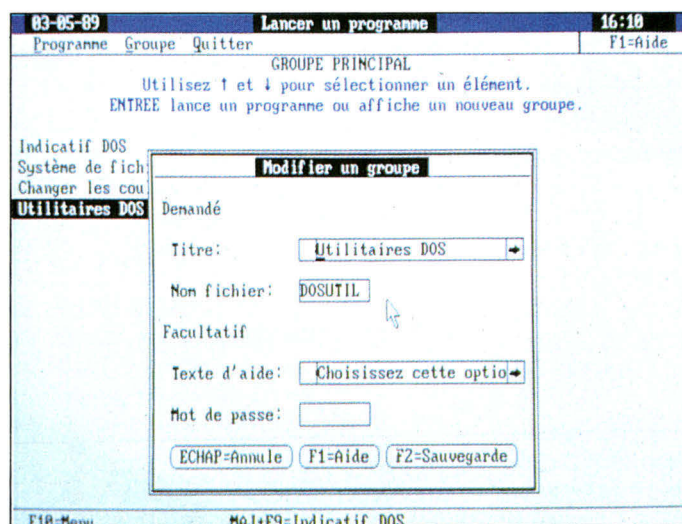 03-05-89 Lancer un programme 16:10
Programme Groupe Quitter F1=Aide
GROUPE PRINCIPAL
Utilisez ↑ et ↓ pour sélectionner un élément.
ENTREE lance un programme ou affiche un nouveau groupe.
Indicatif DOS
Système de fich
Changer les cou
Utilitaires DOS
Modifier un groupe
Demandé
Titre: Utilitaires DOS →
Nom fichier: DOSUTIL
Facultatif
Texte d'aide: Choisissez cette optio→
Mot de passe:
ECHAP=Annule F1=Aide F2=Sauvegarde
F10=Menu MAJ+F9=Indicatif DOS